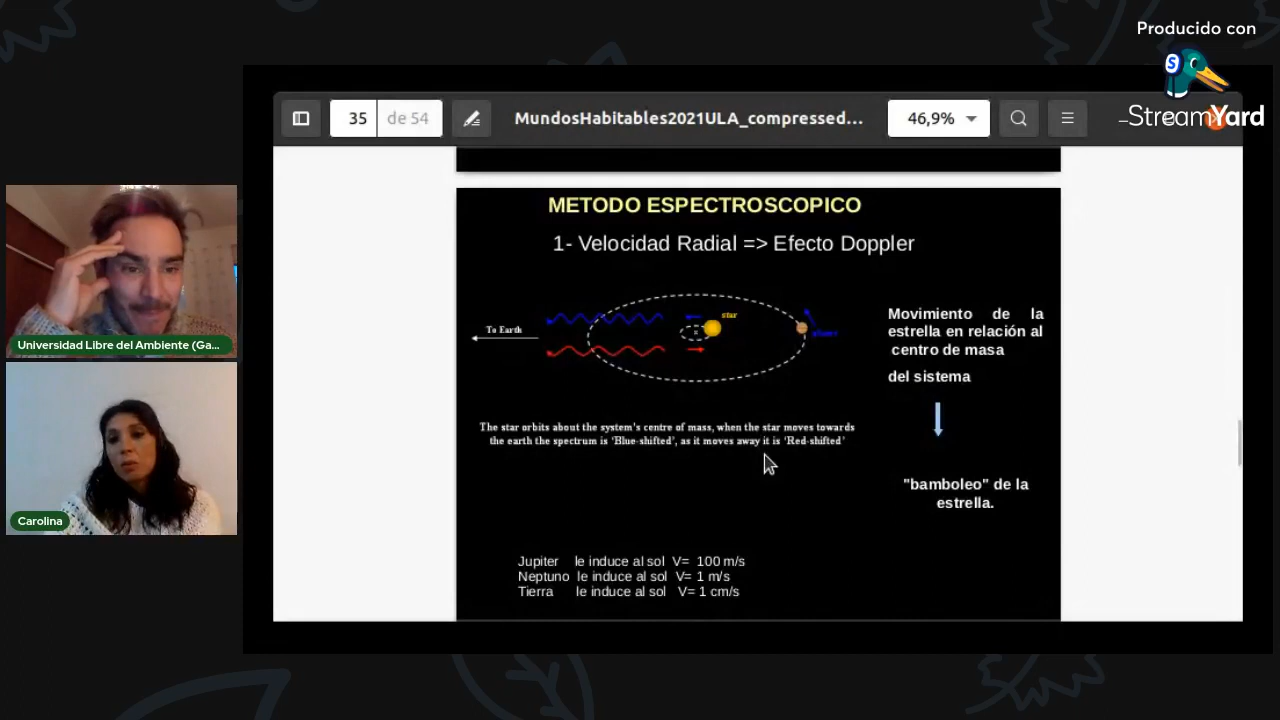 Producido con
StreamYard
35 de 54
MundosHabitables2021ULA_compressed...
46,9%
METODO ESPECTROSCOPICO
1- Velocidad Radial => Efecto Doppler
star
To Earth
Movimiento de la
estrella en relación al
centro de masa
del sistema
The star orbits about the system's centre of mass, when the star moves towards
the earth the spectrum is 'Blue-shifted', as it moves away it is 'Red-shifted'
"bamboleo" de la
estrella.
Jupiter le induce al sol V= 100 m/s
Neptuno le induce al sol V= 1 m/s
Tierra le induce al sol V= 1 cm/s
Universidad Libre del Ambiente (Ga...
Carolina